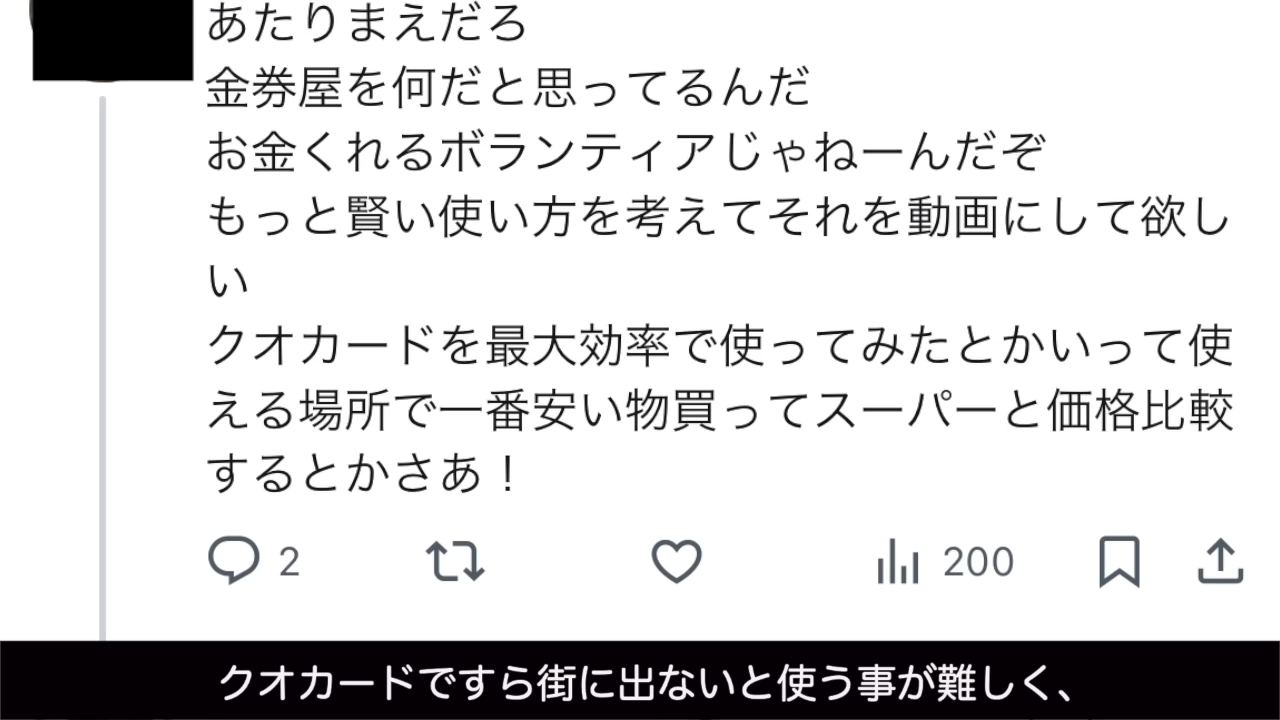 あたりまえだろ
金券屋を何だと思ってるんだ
お金くれるボランティアじゃねーんだぞ
もっと賢い使い方を考えてそれを動画にして欲し
い
クオカードを最大効率で使ってみたとかいって使
える場所で一番安い物買ってスーパーと価格比較
するとかさあ！
2
200
クオカードですら街に出ないと使う事が難しく、